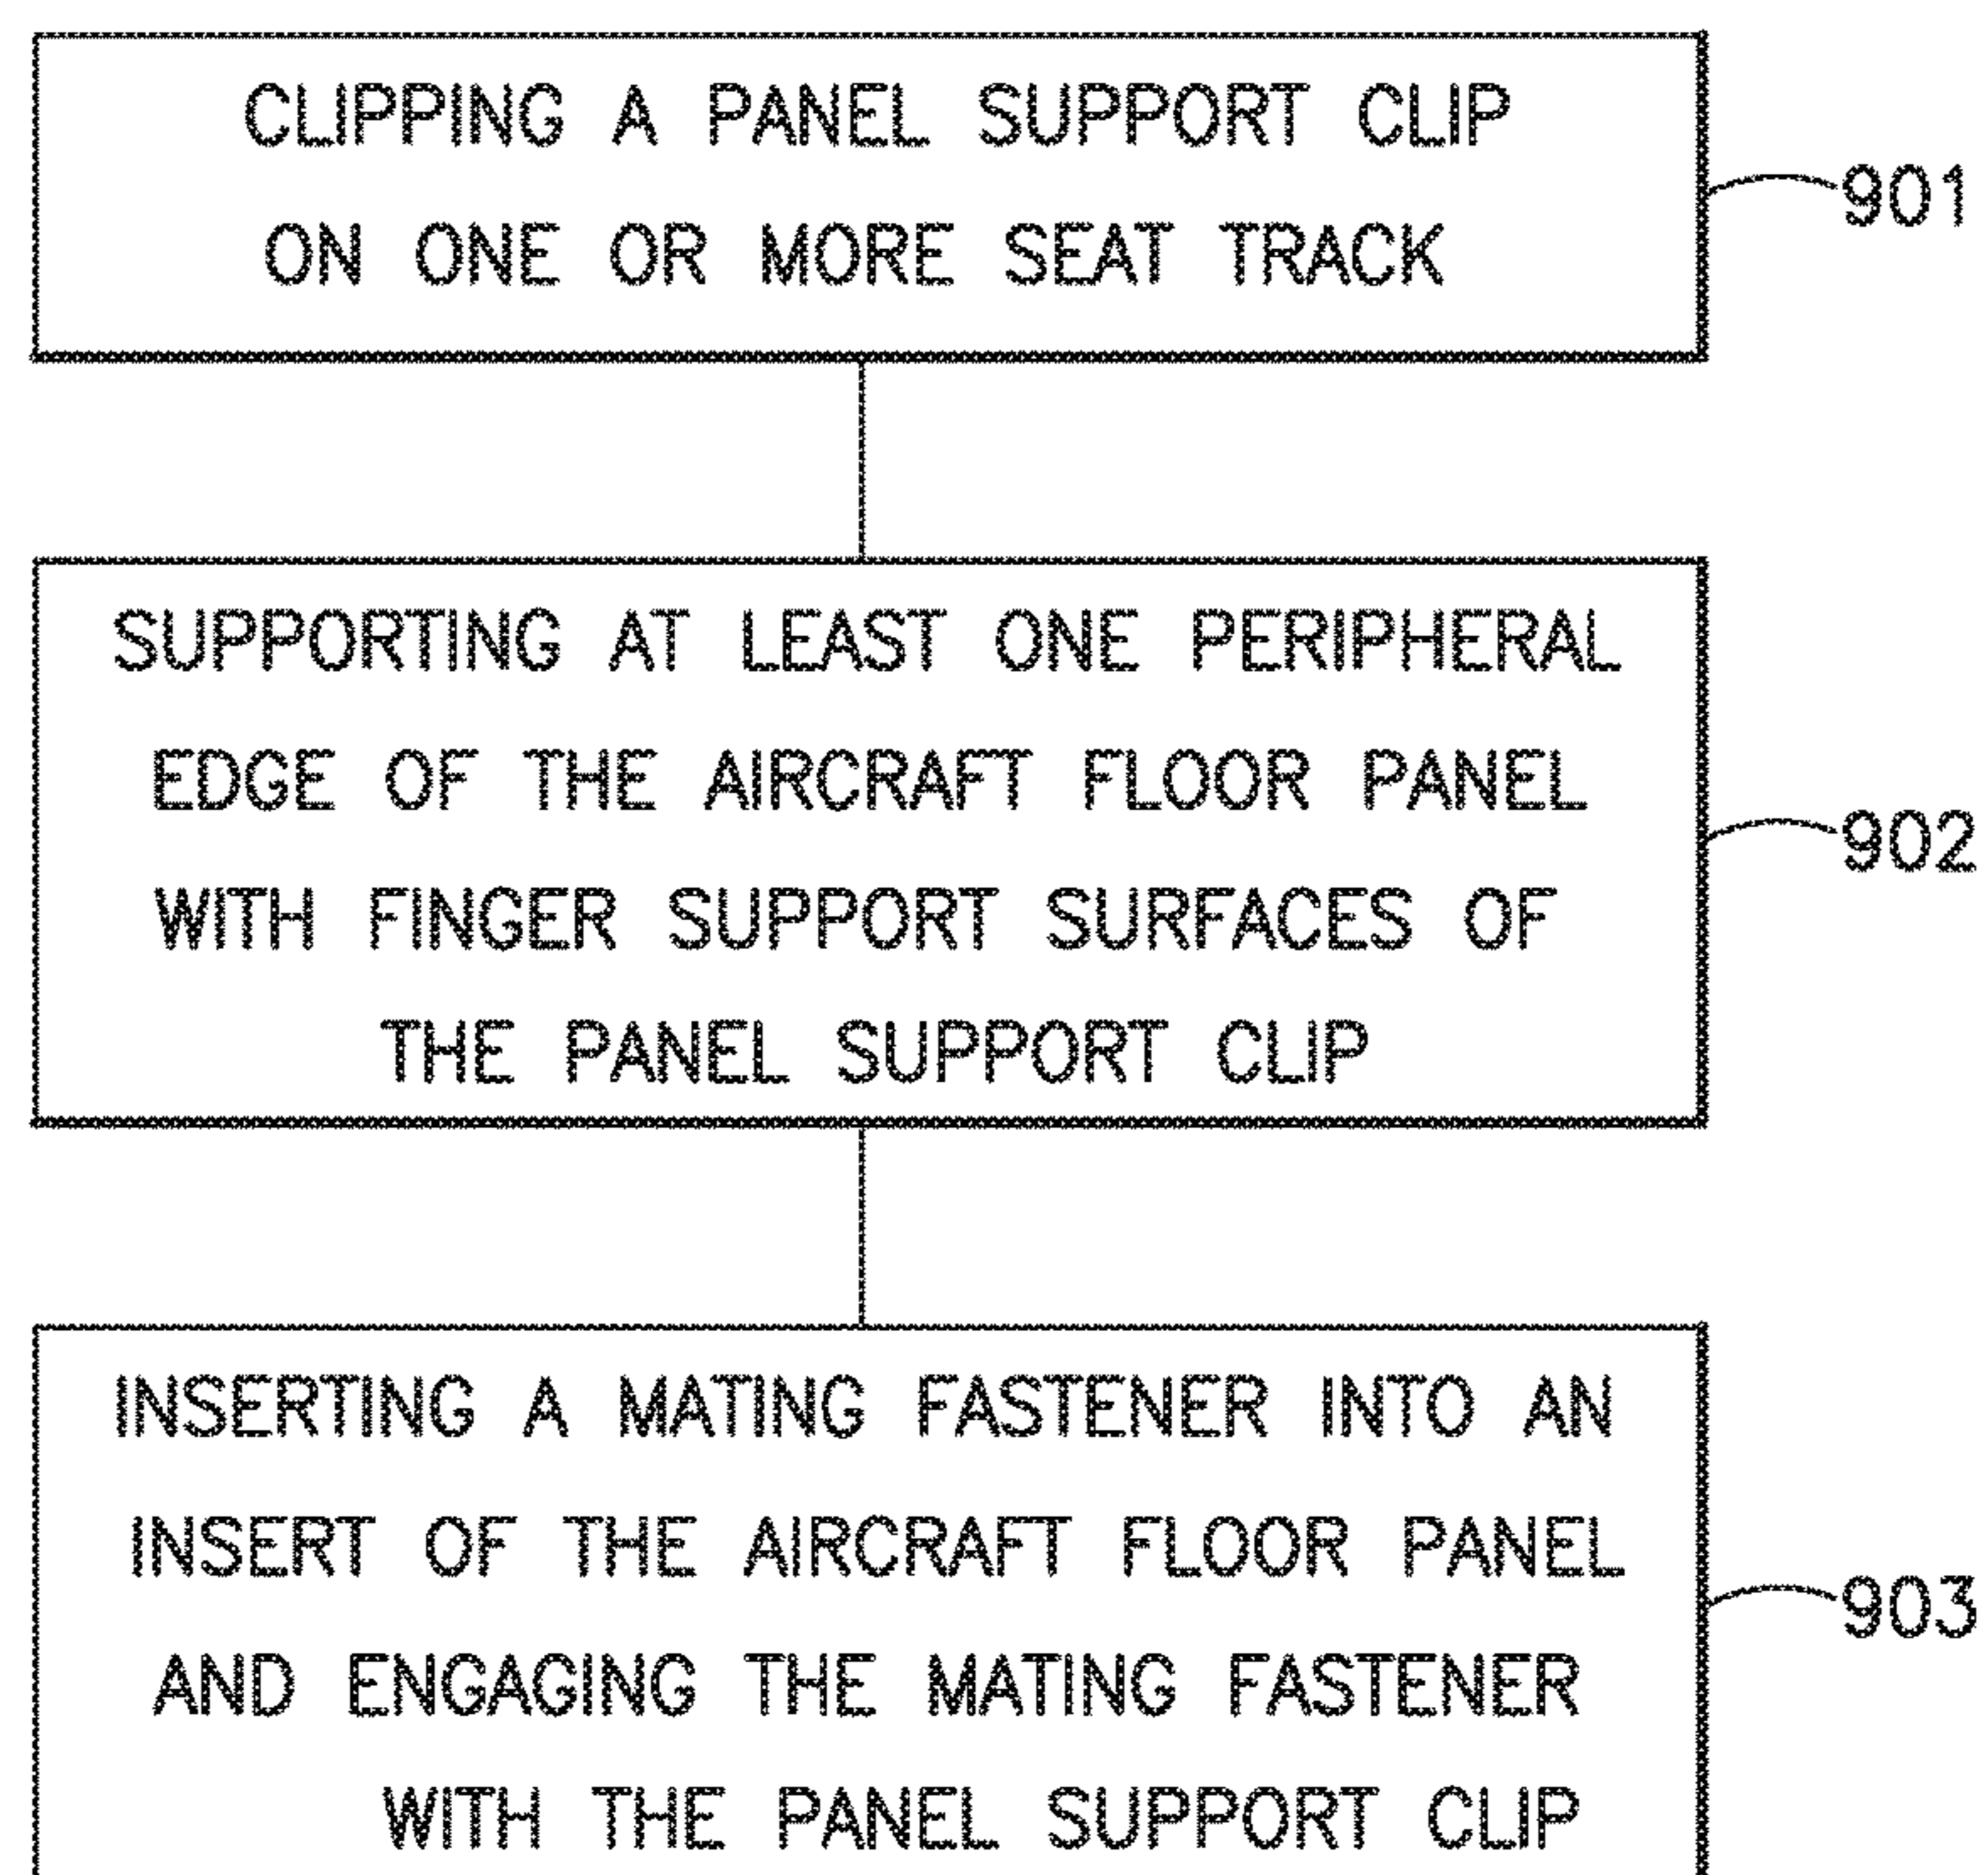 CLIPPING A PANEL SUPPORT CLIP
ON ONE OR MORE SEAT TRACK
901
SUPPORTING AT LEAST ONE PERIPHERAL
EDGE OF THE AIRCRAFT FLOOR PANEL
WITH FINGER SUPPORT SURFACES OF
THE PANEL SUPPORT CLIP
902
INSERTING A MATING FASTENER INTO AN
INSERT OF THE AIRCRAFT FLOOR PANEL
AND ENGAGING THE MATING FASTENER
WITH THE PANEL SUPPORT CLIP
903